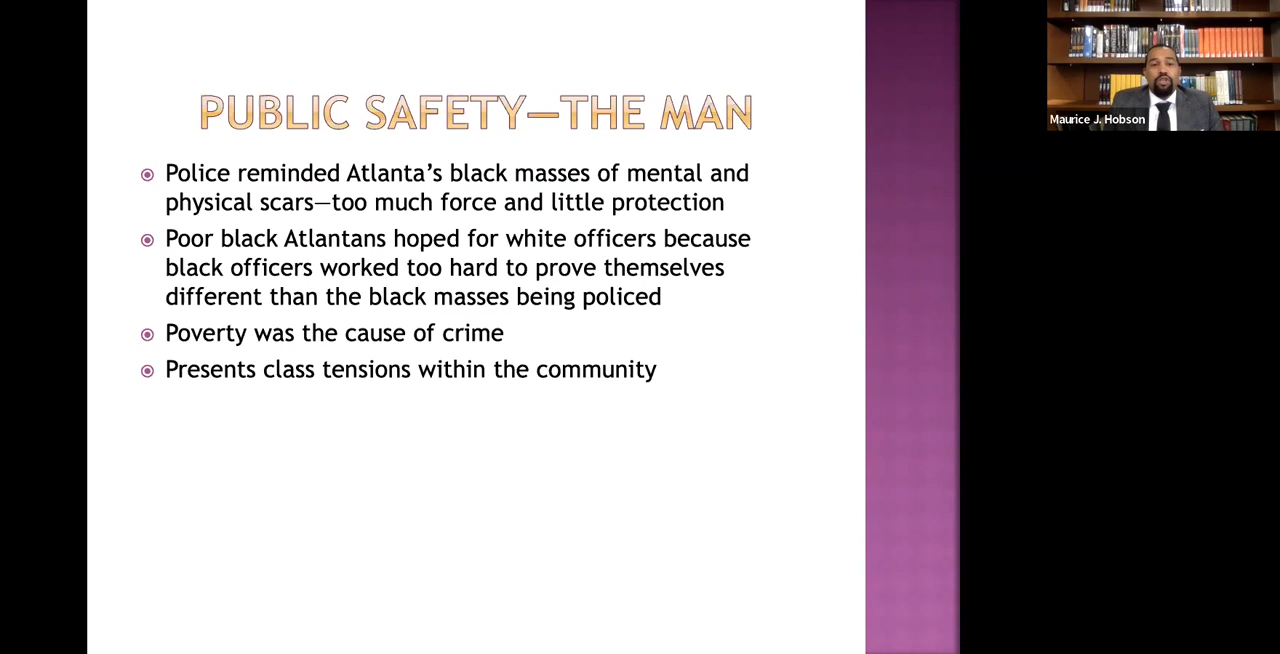 PUBLIC SAFETY—THE MAN
Police reminded Atlanta’s black masses of mental and
physical scars—too much force and little protection
Poor black Atlantans hoped for white officers because
black officers worked too hard to prove themselves
different than the black masses being policed
Poverty was the cause of crime
Presents class tensions within the community
Maurice J. Hobson